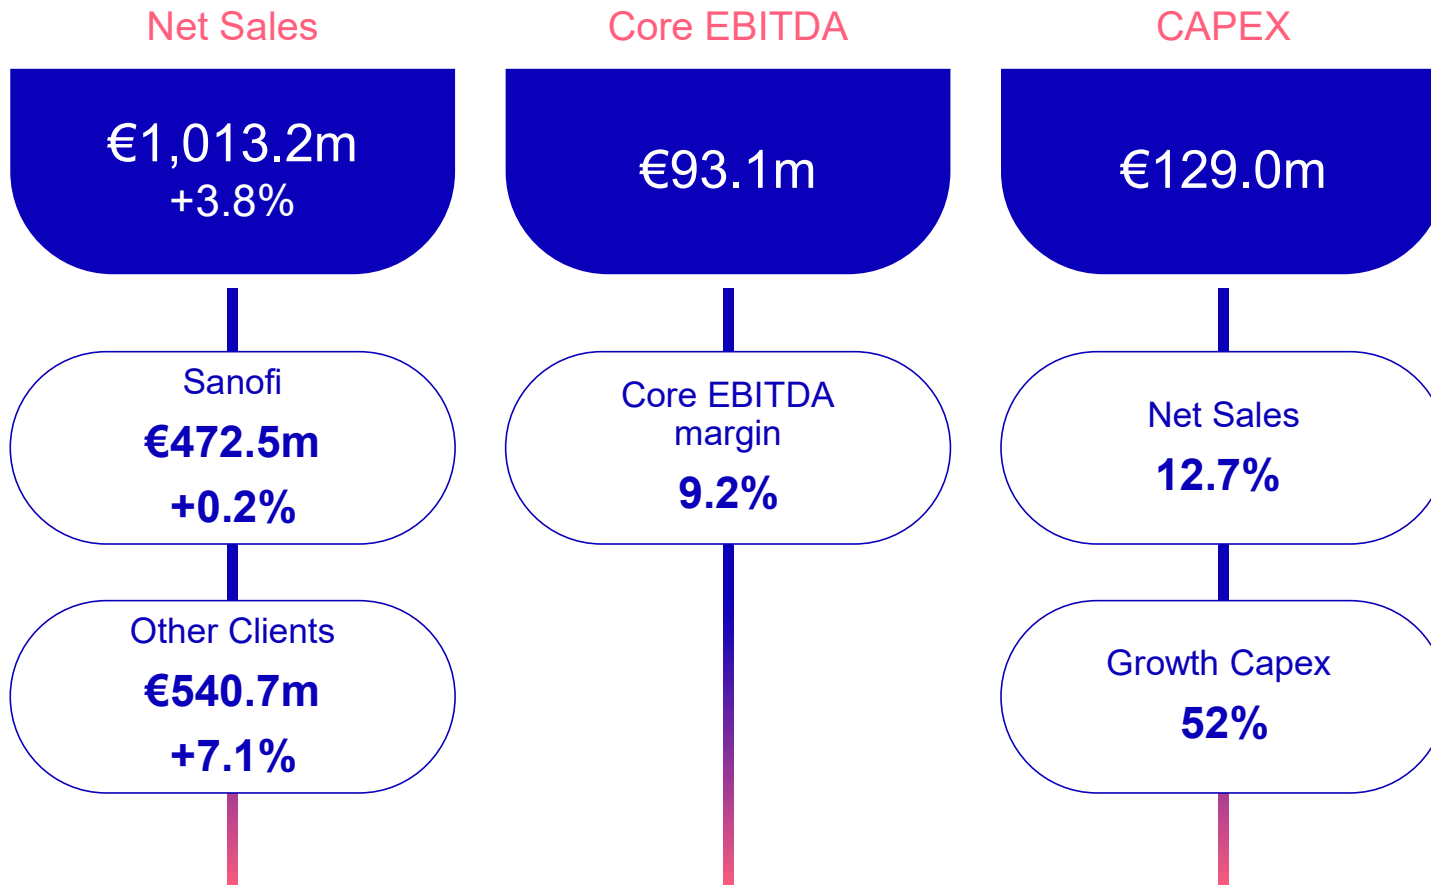 Net Sales
€1,013.2m
+3.8%
Sanofi
€472.5m
+0.2%
Other Clients
€540.7m
+7.1%
Core EBITDA
€93.1m
Core EBITDA
margin
9.2%
CAPEX
€129.0m
Net Sales
12.7%
Growth Capex
52%